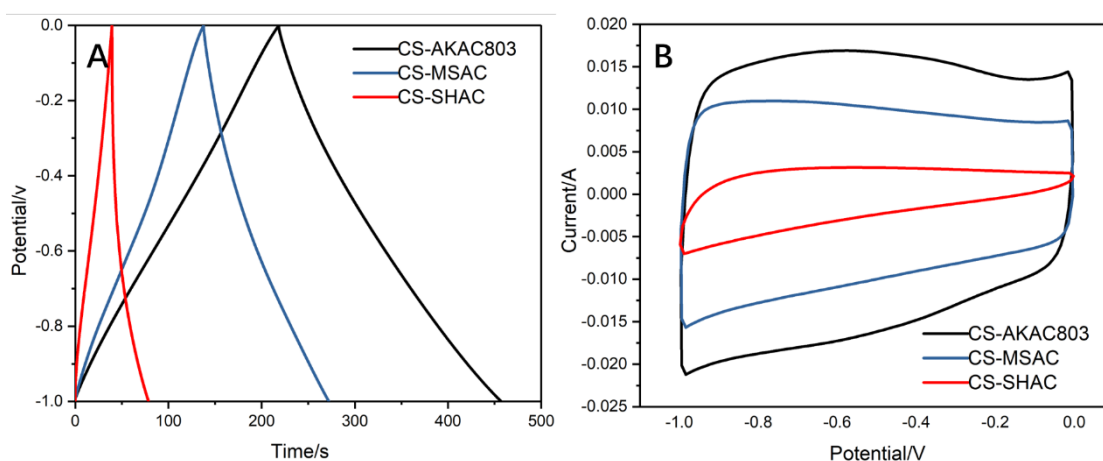 A
CS-AKAC803
CS-MSAC
CS-SHAC
0.0
-0.2
-0.4
-0.6
-0.8
-1.0
Potential/v
0
100
200
300
400
500
Time/s
B
0.020
0.015
0.010
0.005
0.000
-0.005
-0.010
-0.015
-0.020
-0.025
Current/A
CS-AKAC803
CS-MSAC
CS-SHAC
-1.0
-0.8
-0.6
-0.4
-0.2
0.0
Potential/V